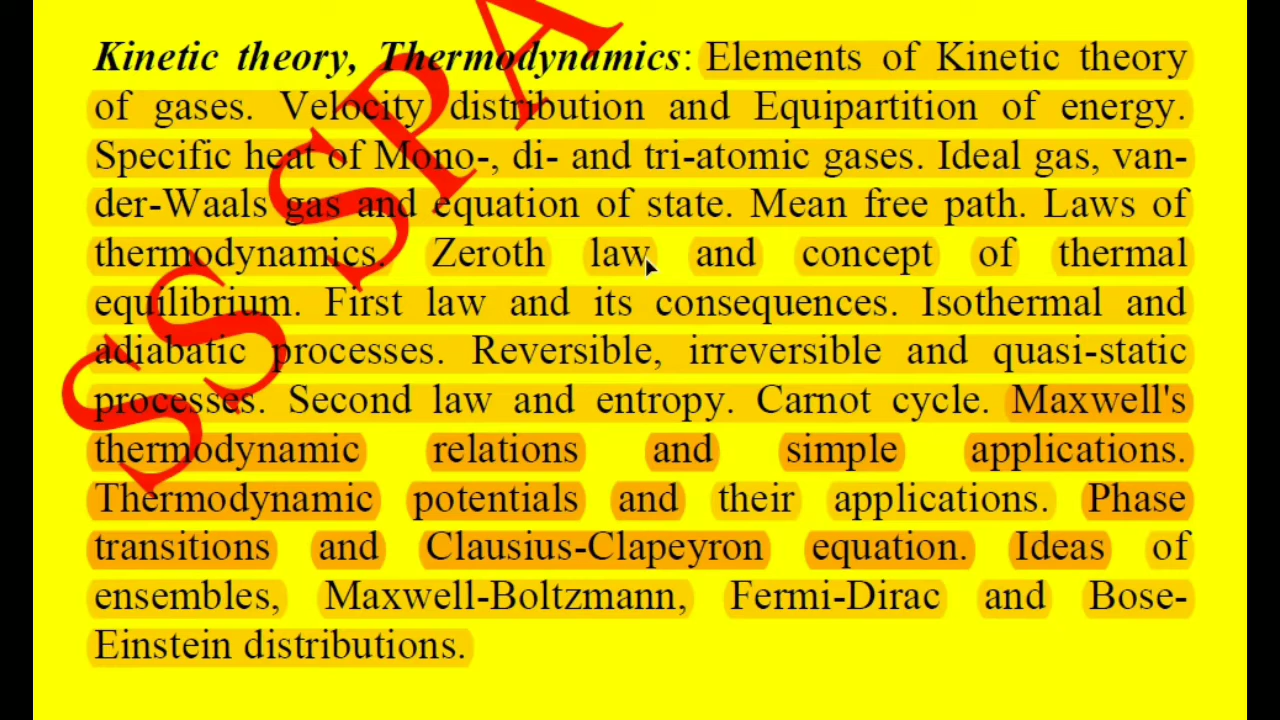 Kinetic theory, Thermodynamics: Elements of Kinetic theory
of gases. Velocity distribution and Equipartition of energy.
Specific heat of Mono-, di- and tri-atomic gases. Ideal gas, van-
der-Waals gas and equation of state. Mean free path. Laws of
thermodynamics. Zeroth law and concept of thermal
equilibrium. First law and its consequences. Isothermal and
adiabatic processes. Reversible, irreversible and quasi-static
processes. Second law and entropy. Carnot cycle. Maxwell's
thermodynamic relations and simple applications.
Thermodynamic potentials and their applications. Phase
transitions and Clausius-Clapeyron equation. Ideas of
ensembles, Maxwell-Boltzmann, Fermi-Dirac and Bose-
Einstein distributions.
SS SPA